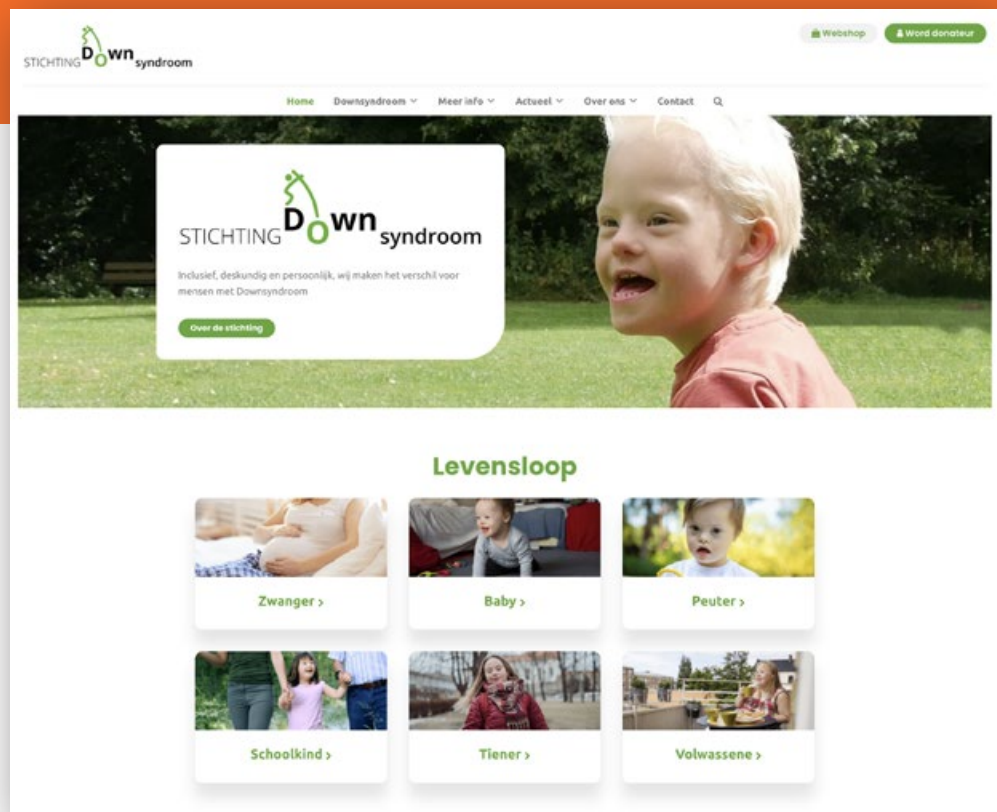 STICHTING Down syndroom
Webshop
Word donateur
Home Downsyndroom Meer info Actueel Over ons Contact
STICHTING Down syndroom
Inclusief, deskundig en persoonlijk, wij maken het verschil voor
mensen met Downsyndroom
Over de stichting
Levensloop
Zwanger >
Baby >
Peuter >
Schoolkind >
Tiener >
Volwassene >